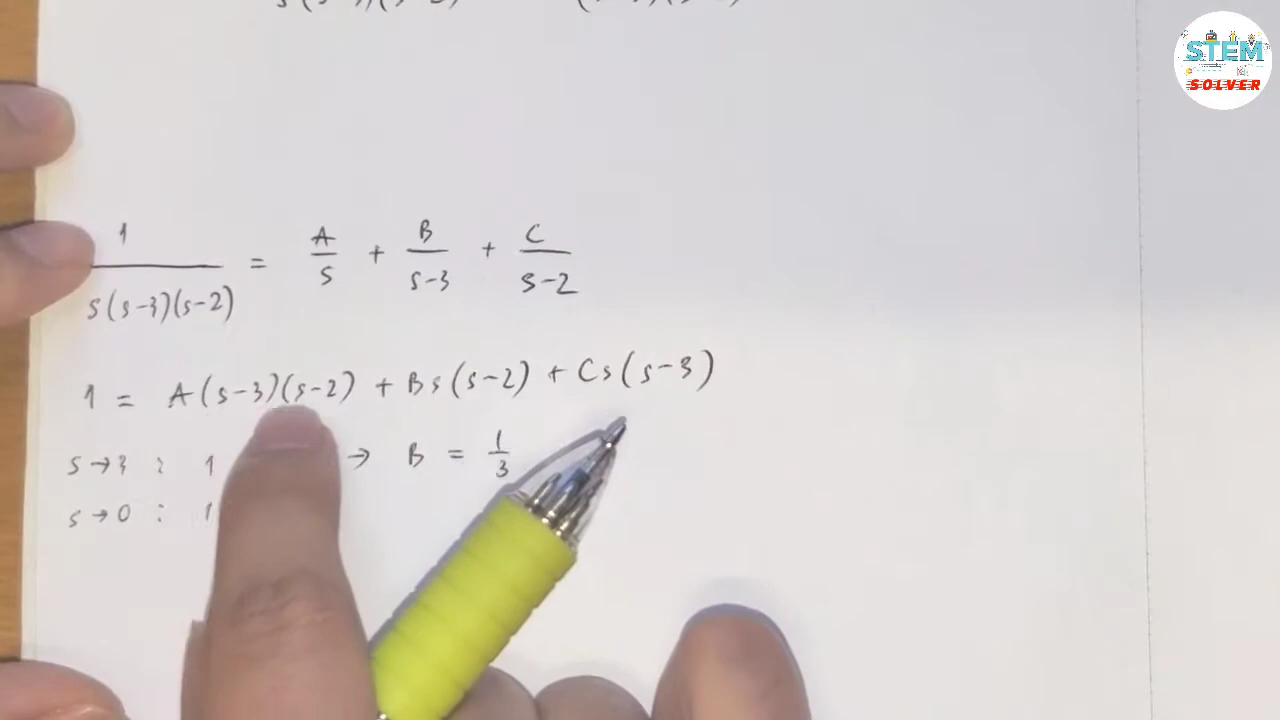 1 / s(s-3)(s-2) = A/s + B/s-3 + C/s-2
1 = A(s-3)(s-2) + Bs(s-2) + Cs(s-3)
s→3 : 1 → B = 1/3
s→0 : 1
STEM
SOLVER